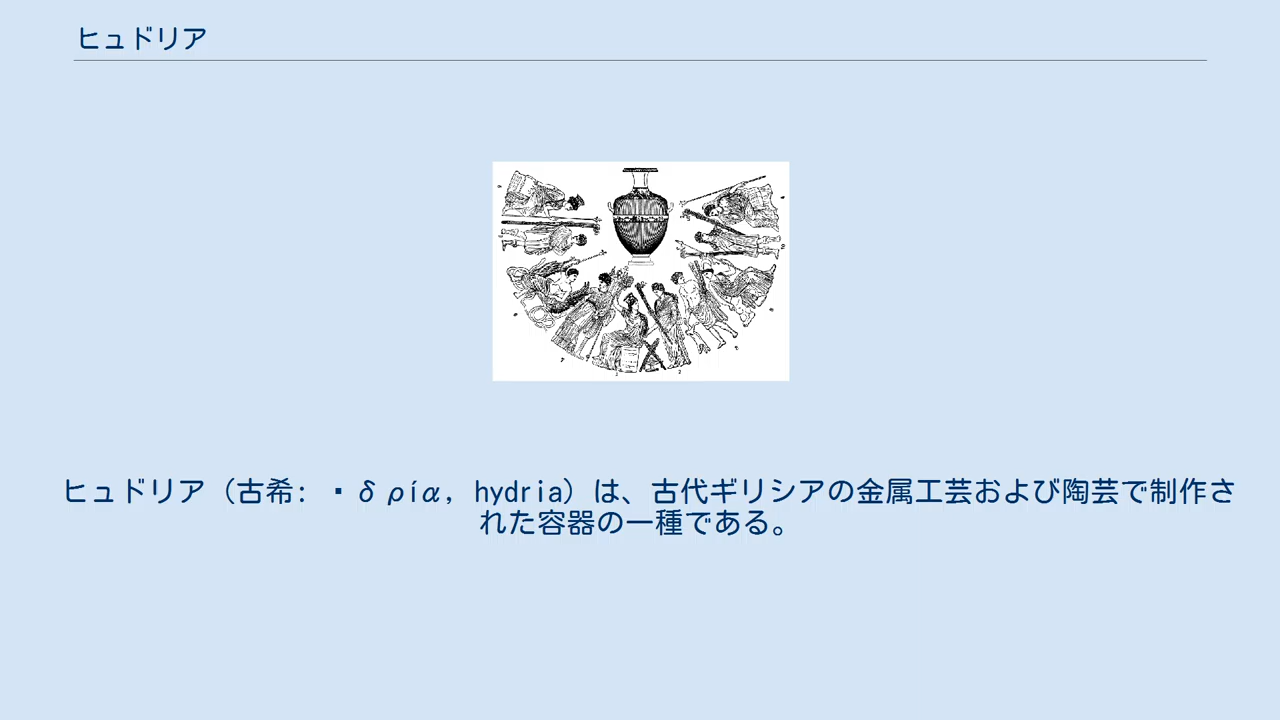 ヒュドリア
ヒュドリア（古希: ▪δρία, hydria）は、古代ギリシアの金属工芸および陶芸で制作さ
れた容器の一種である。